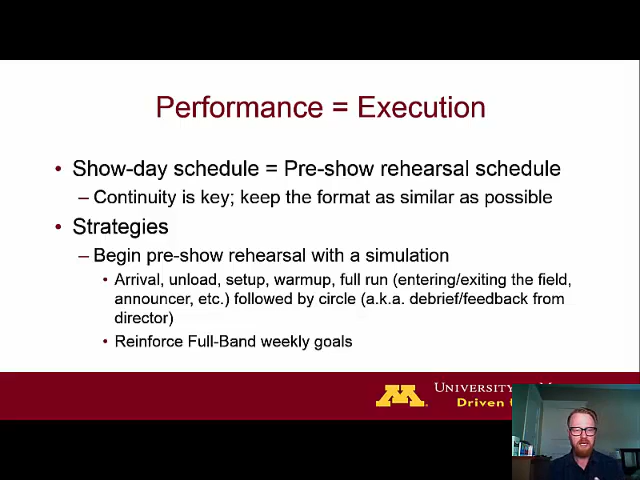 Performance = Execution
• Show-day schedule = Pre-show rehearsal schedule
– Continuity is key; keep the format as similar as possible
• Strategies
– Begin pre-show rehearsal with a simulation
• Arrival, unload, setup, warmup, full run (entering/exiting the field,
announcer, etc.) followed by circle (a.k.a. debrief/feedback from
director)
• Reinforce Full-Band weekly goals
M
Driven